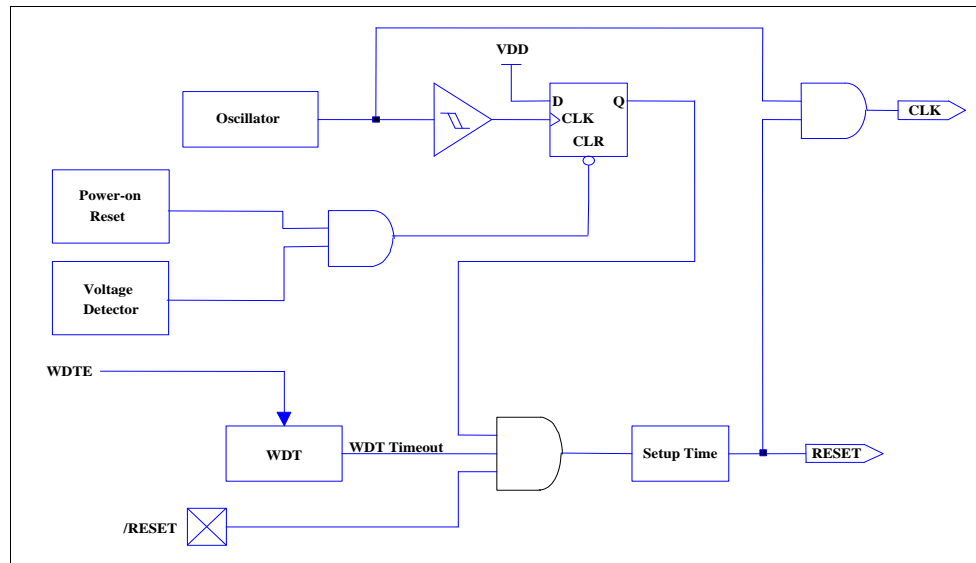 VDD
D
Q
Oscillator
CLK
CLK
CLR
Power-on
Reset
Voltage
Detector
WDTE
WDT
WDT Timeout
Setup Time
RESET
/RESET